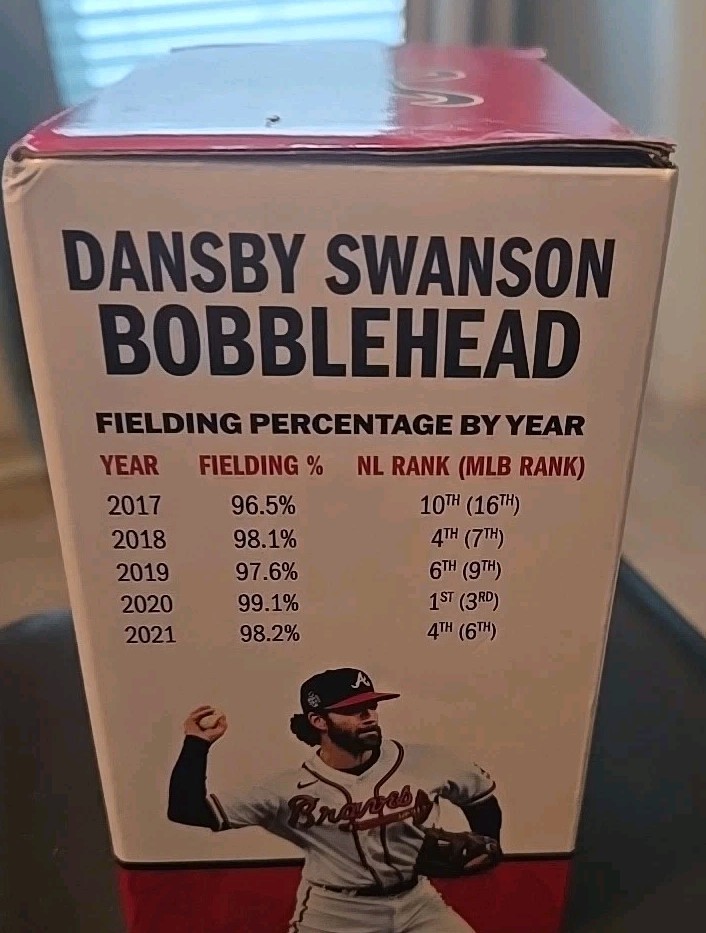 DANSBY SWANSON
BOBBLEHEAD
FIELDING PERCENTAGE BY YEAR
YEAR FIELDING % NL RANK (MLB RANK)
2017 96.5% 10TH (16TH)
2018 98.1% 4TH (7TH)
2019 97.6% 6TH (9TH)
2020 99.1% 1ST (3RD)
2021 98.2% 4TH (6TH)
A
Braves